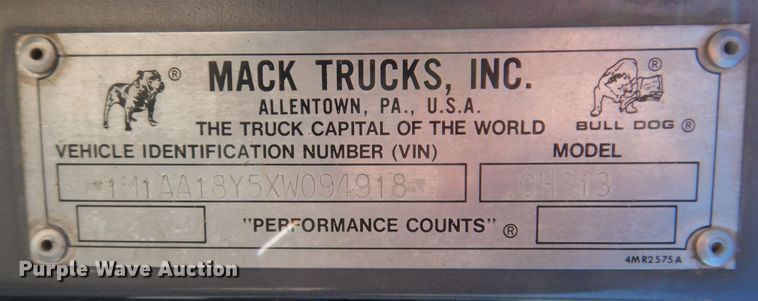 MACK TRUCKS, INC.
ALLENTOWN, PA., U.S.A.
THE TRUCK CAPITAL OF THE WORLD
BULL DOG ®
VEHICLE IDENTIFICATION NUMBER (VIN)
MODEL
1M1AA18Y5XW094918
CH613
"PERFORMANCE COUNTS" ®
4MR2575A
Purple Wave Auction